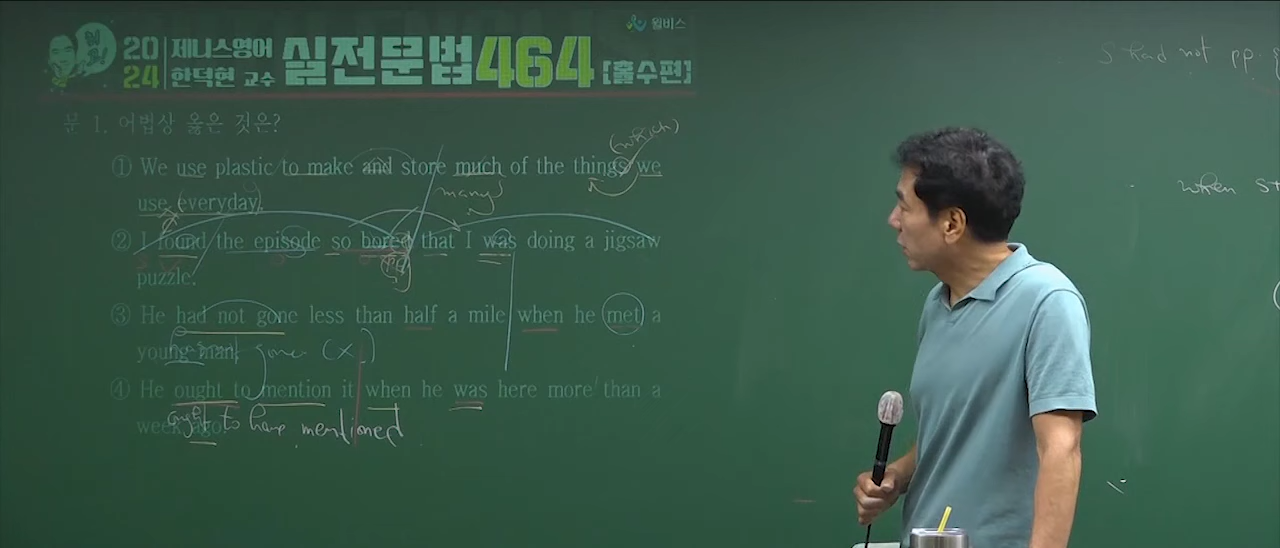 윌비스
2024 제니스영어 한덕현 교수 실전문법464 [홀수편]
S had not pp
문 1. 어법상 옳은 것은?
(which)
① We use plastic to make and store much of the things we
many
when S+
use everyday.
② I found the episode so bored that I was doing a jigsaw
puzzle.
③ He had not gone less than half a mile when he met a
young man.
gone (X)
④ He ought to mention it when he was here more than a
week ago.
ought to have mentioned